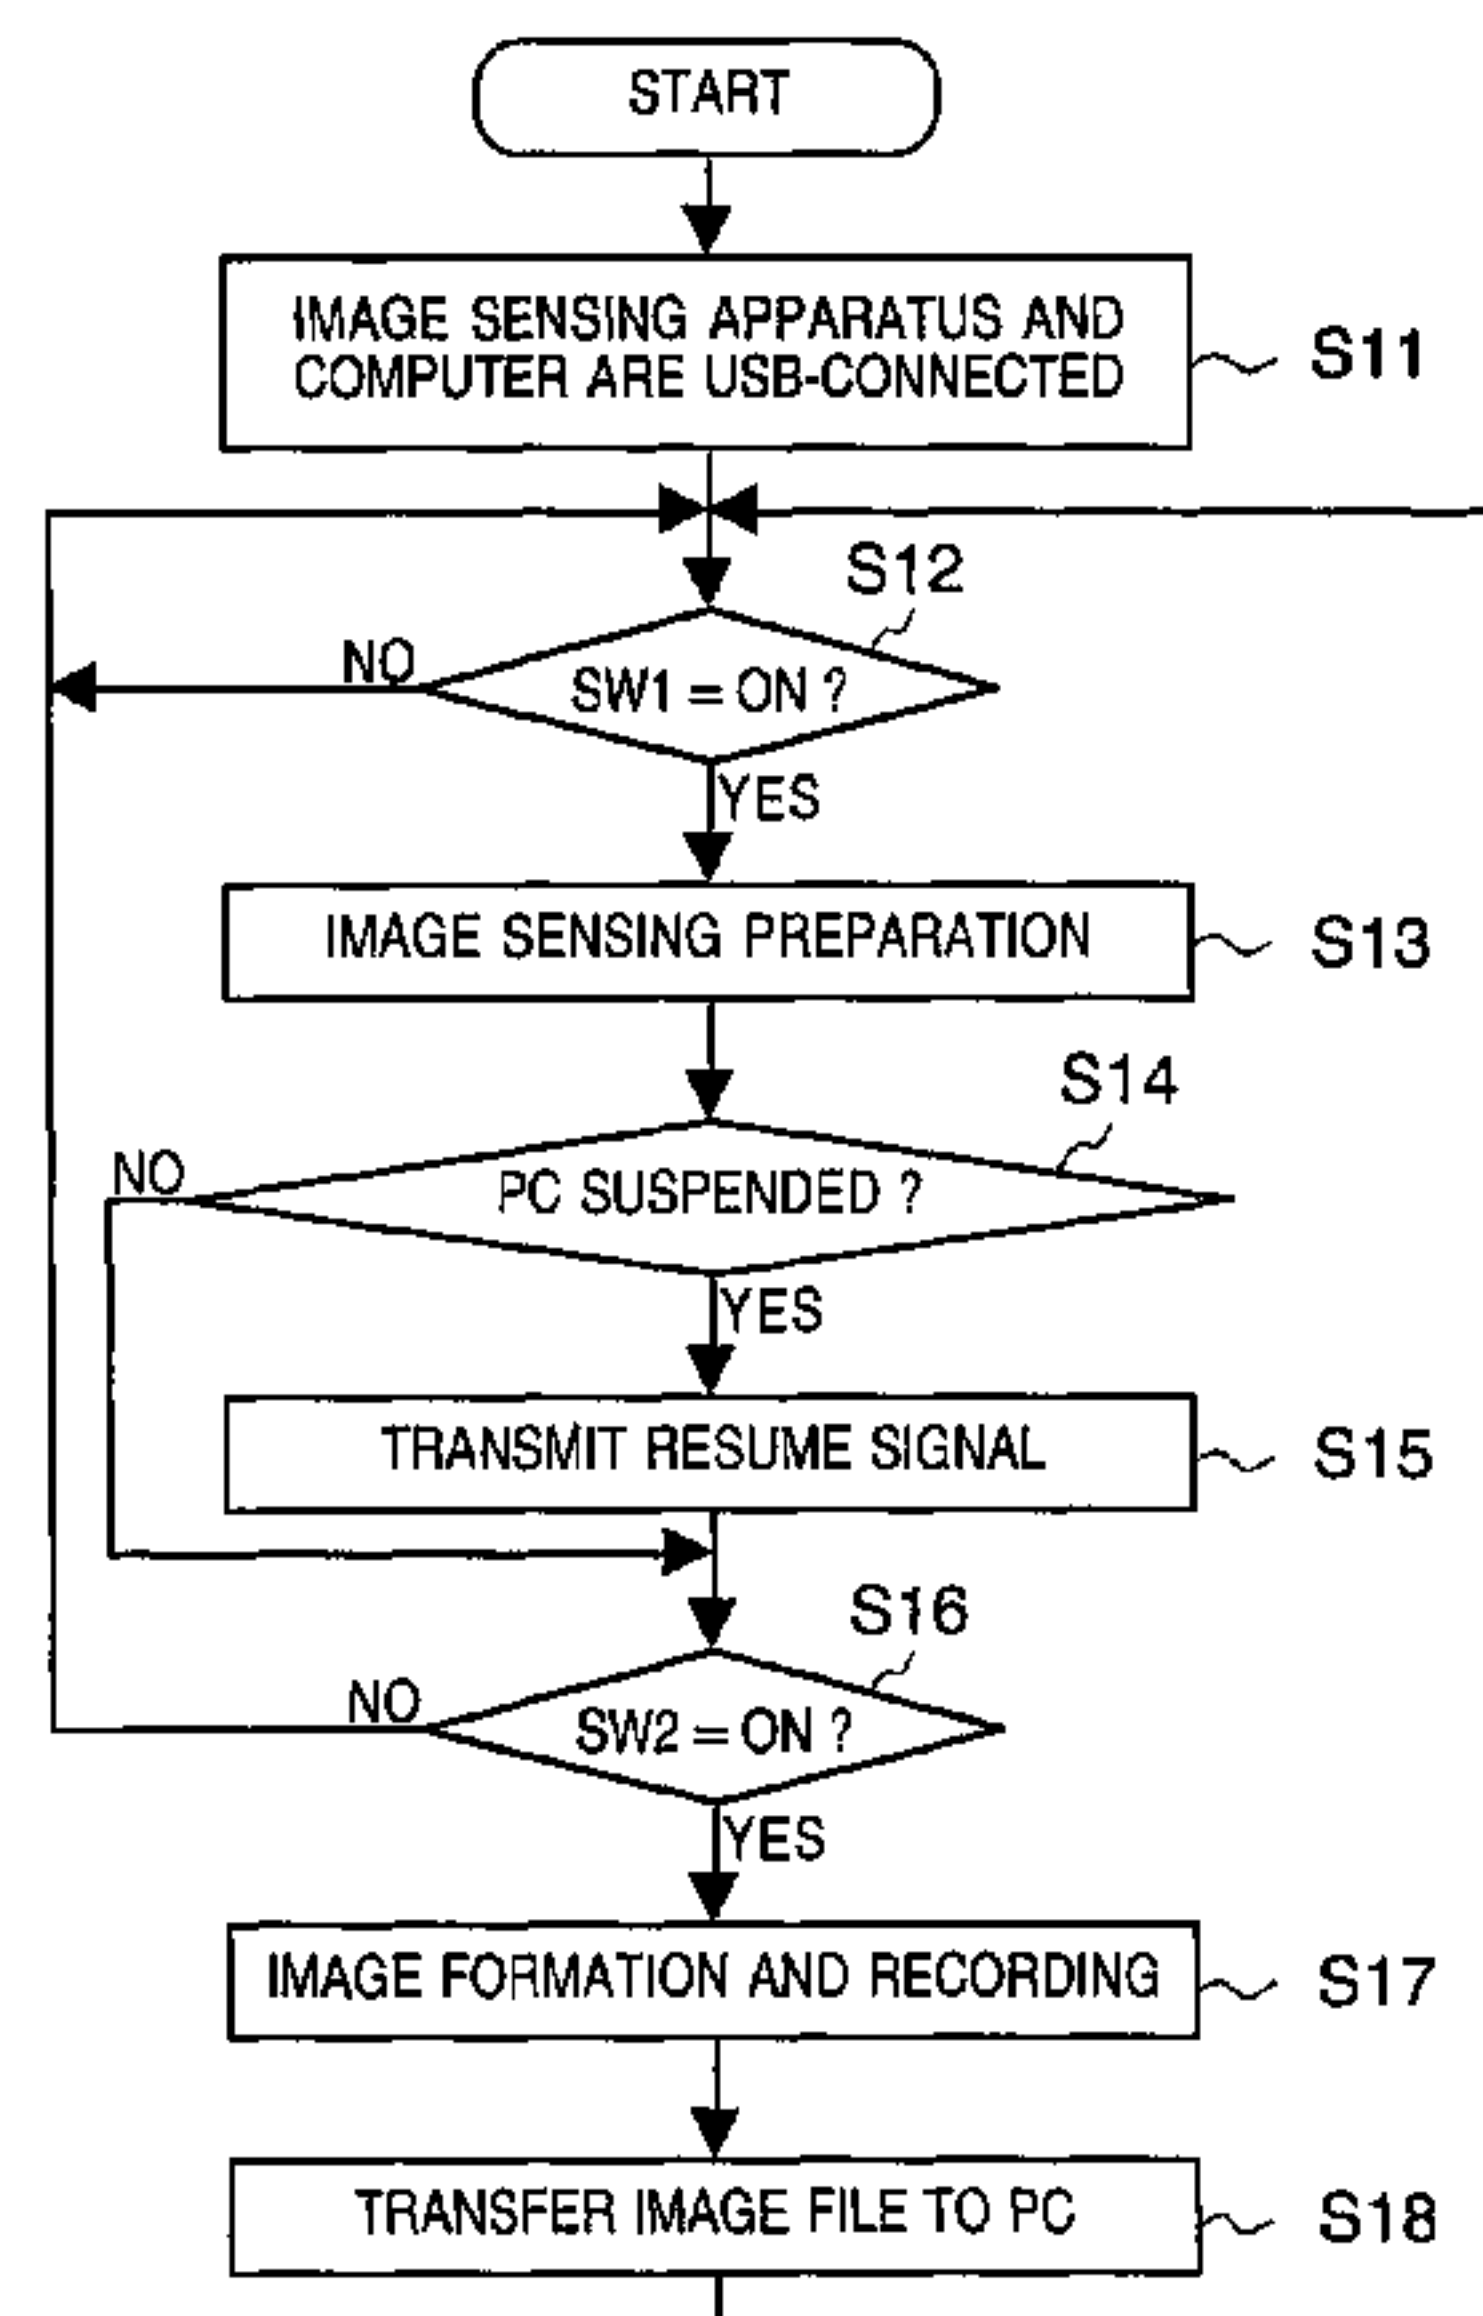 START
IMAGE SENSING APPARATUS AND
COMPUTER ARE USB-CONNECTED
S11
S12
NO
SW1 = ON ?
YES
IMAGE SENSING PREPARATION
S13
S14
NO
PC SUSPENDED ?
YES
TRANSMIT RESUME SIGNAL
S15
S16
NO
SW2 = ON ?
YES
IMAGE FORMATION AND RECORDING
S17
TRANSFER IMAGE FILE TO PC
S18